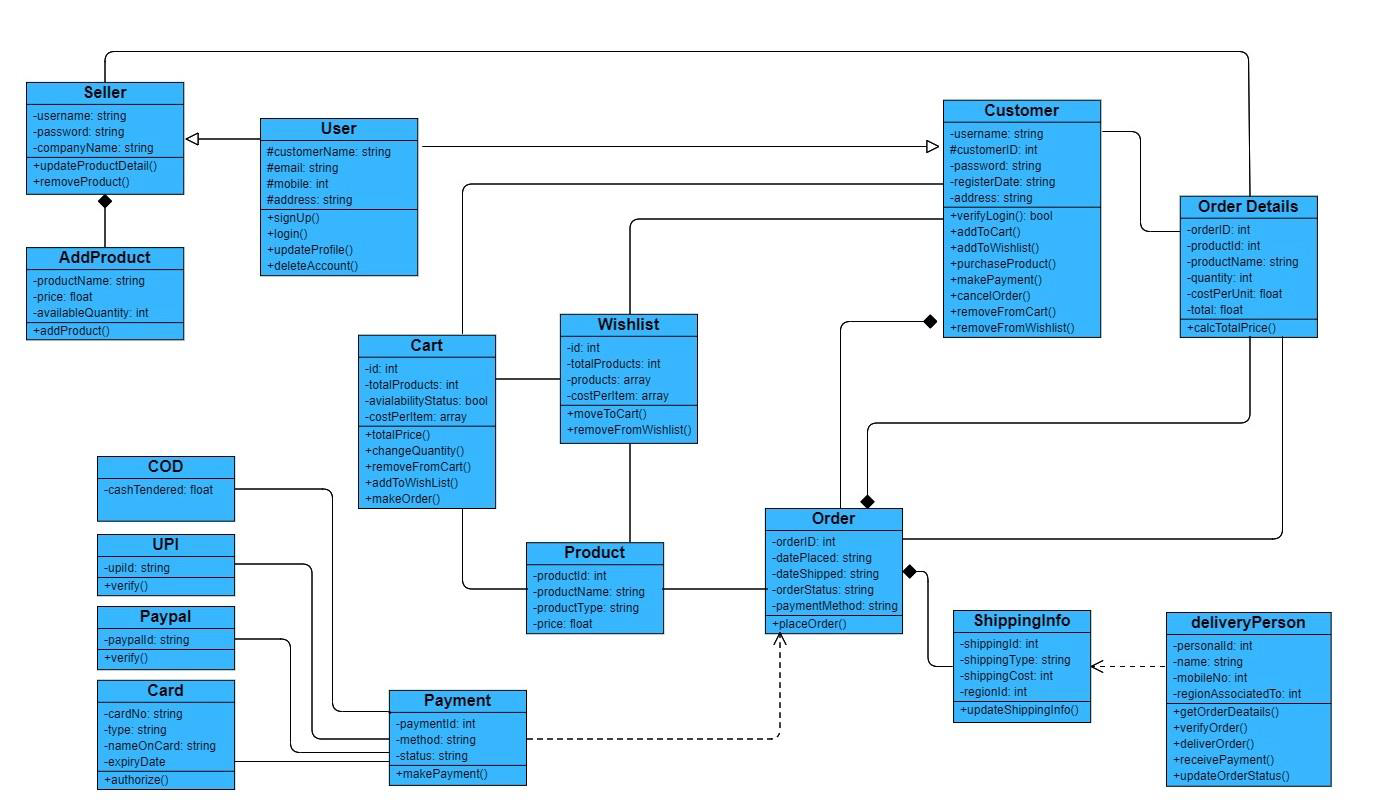 Seller
-username: string
-password: string
-companyName: string
+updateProductDetail()
+removeProduct()
User
#customerName: string
#email: string
#mobile: int
#address: string
+signUp()
+login()
+updateProfile()
+deleteAccount()
Customer
-username: string
#customerID: int
-password: string
-registerDate: string
-address: string
+verifyLogin(): bool
+addToCart()
+addToWishlist()
+purchaseProduct()
+makePayment()
+cancelOrder()
+removeFromCart()
+removeFromWishlist()
Order Details
-orderID: int
-productId: int
-productName: string
-quantity: int
-costPerUnit: float
-total: float
+calcTotalPrice()
AddProduct
-productName: string
-price: float
-availableQuantity: int
+addProduct()
Cart
-id: int
-totalProducts: int
-avialabilityStatus: bool
-costPerItem: array
+totalPrice()
+changeQuantity()
+removeFromCart()
+addToWishList()
+makeOrder()
Wishlist
-id: int
-totalProducts: int
-products: array
-costPerItem: array
+moveToCart()
+removeFromWishlist()
COD
-cashTendered: float
UPI
-upiId: string
+verify()
Paypal
-paypalId: string
+verify()
Card
-cardNo: string
-type: string
-nameOnCard: string
-expiryDate
+authorize()
Payment
-paymentId: int
-method: string
-status: string
+makePayment()
Product
-productId: int
-productName: string
-productType: string
-price: float
Order
-orderID: int
-datePlaced: string
-dateShipped: string
-orderStatus: string
-paymentMethod: string
+placeOrder()
ShippingInfo
-shippingId: int
-shippingType: string
-shippingCost: int
-regionId: int
+updateShippingInfo()
deliveryPerson
-personalId: int
-name: string
-mobileNo: int
-regionAssociatedTo: int
+getOrderDeatails()
+verifyOrder()
+deliverOrder()
+receivePayment()
+updateOrderStatus()